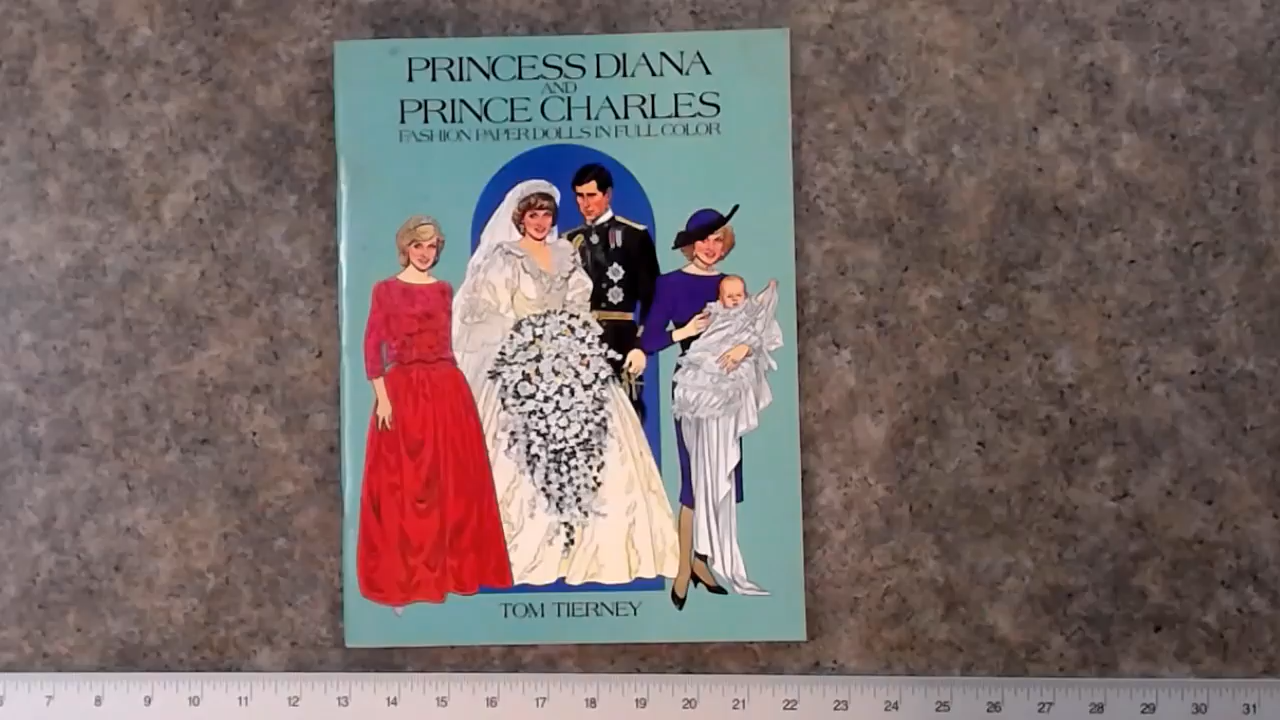 PRINCESS DIANA
AND
PRINCE CHARLES
FASHION PAPER DOLLS IN FULL COLOR
TOM TIERNEY
7 8 9 10 11 12 13 14 15 16 17 18 19 20 21 22 23 24 25 26 27 28 29 30 31